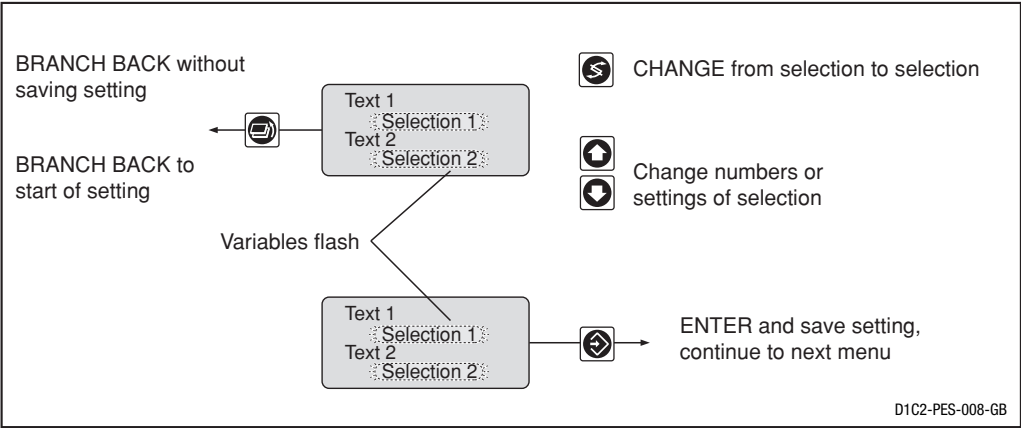 BRANCH BACK without
saving setting
BRANCH BACK to
start of setting
Text 1
Selection 1
Text 2
Selection 2
CHANGE from selection to selection
Change numbers or
settings of selection
Variables flash
Text 1
Selection 1
Text 2
Selection 2
ENTER and save setting,
continue to next menu
D1C2-PES-008-GB